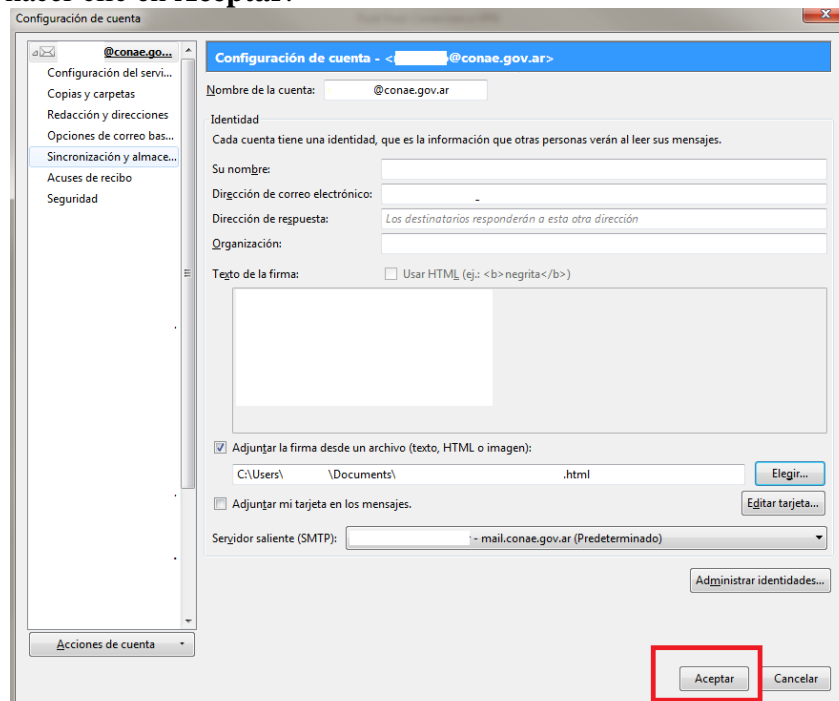 hacer clic en Aceptar.
Configuración de cuenta
@conae.go...
Configuración del servi...
Copias y carpetas
Redacción y direcciones
Opciones de correo bas...
Sincronización y almace...
Acuses de recibo
Seguridad
Configuración de cuenta - < @conae.gov.ar>
Nombre de la cuenta: @conae.gov.ar
Identidad
Cada cuenta tiene una identidad, que es la información que otras personas verán al leer sus mensajes.
Su nombre:
Dirección de correo electrónico:
Dirección de respuesta: Los destinatarios responderán a esta otra dirección
Organización:
Texto de la firma: Usar HTML (ej.: <b>negrita</b>)
Adjuntar la firma desde un archivo (texto, HTML o imagen):
C:\Users\ \Documents\ .html Elegir...
Adjuntar mi tarjeta en los mensajes. Editar tarjeta...
Servidor saliente (SMTP): - mail.conae.gov.ar (Predeterminado)
Administrar identidades...
Acciones de cuenta
Aceptar Cancelar